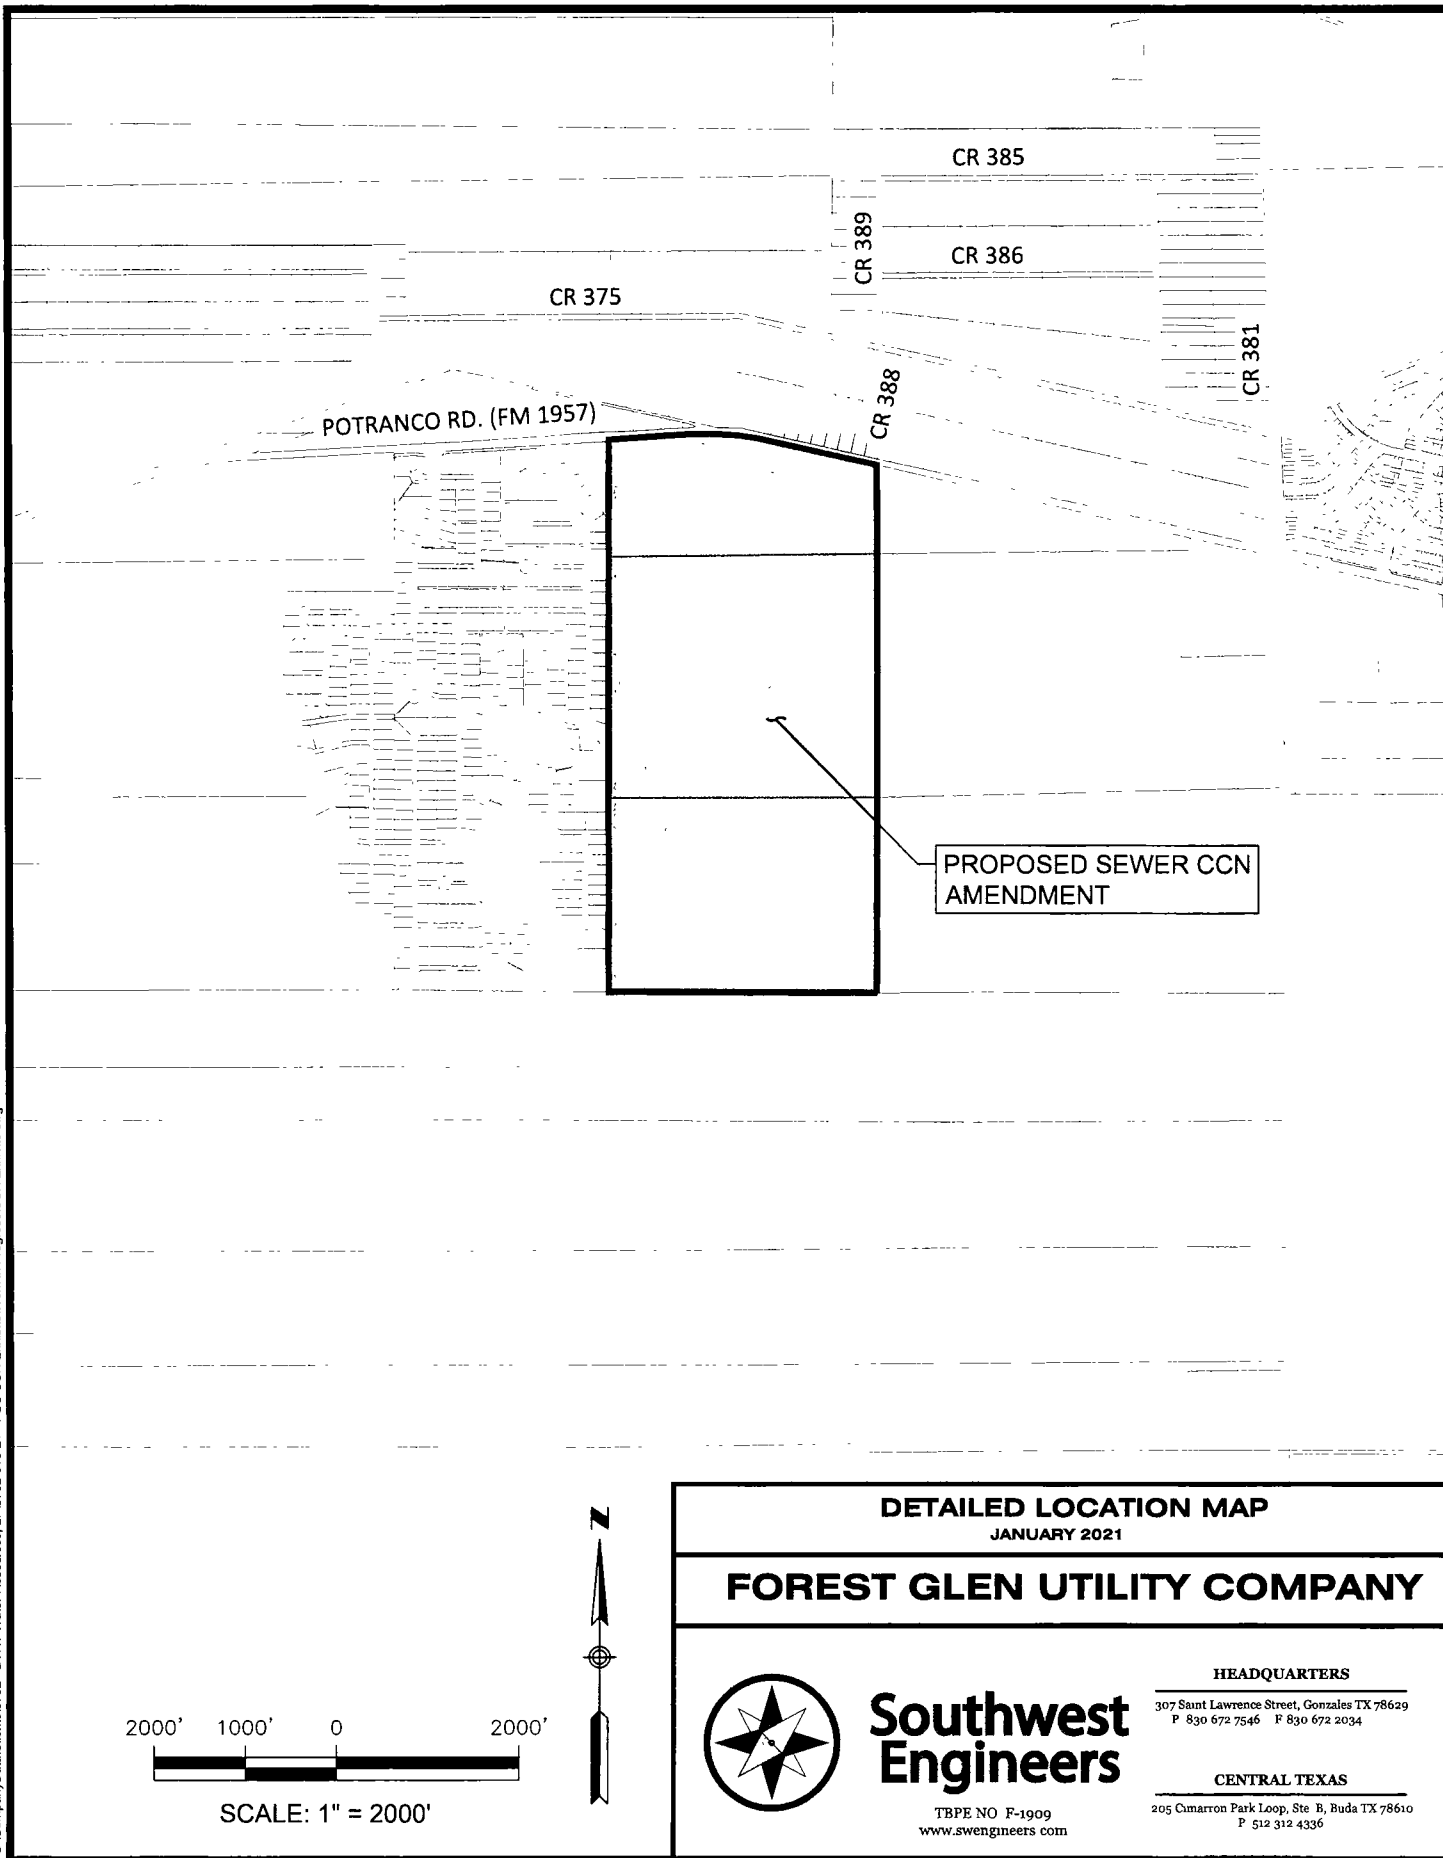 CR 385
CR 389
CR 386
CR 375
CR 381
CR 388
POTRANCO RD. (FM 1957)
PROPOSED SEWER CCN
AMENDMENT
N
2000' 1000' 0 2000'
SCALE: 1" = 2000'
DETAILED LOCATION MAP
JANUARY 2021
FOREST GLEN UTILITY COMPANY
Southwest
Engineers
TBPE NO F-1909
www.swengineers com
HEADQUARTERS
307 Saint Lawrence Street, Gonzales TX 78629
P 830 672 7546 F 830 672 2034
CENTRAL TEXAS
205 Cimarron Park Loop, Ste B, Buda TX 78610
P 512 312 4336